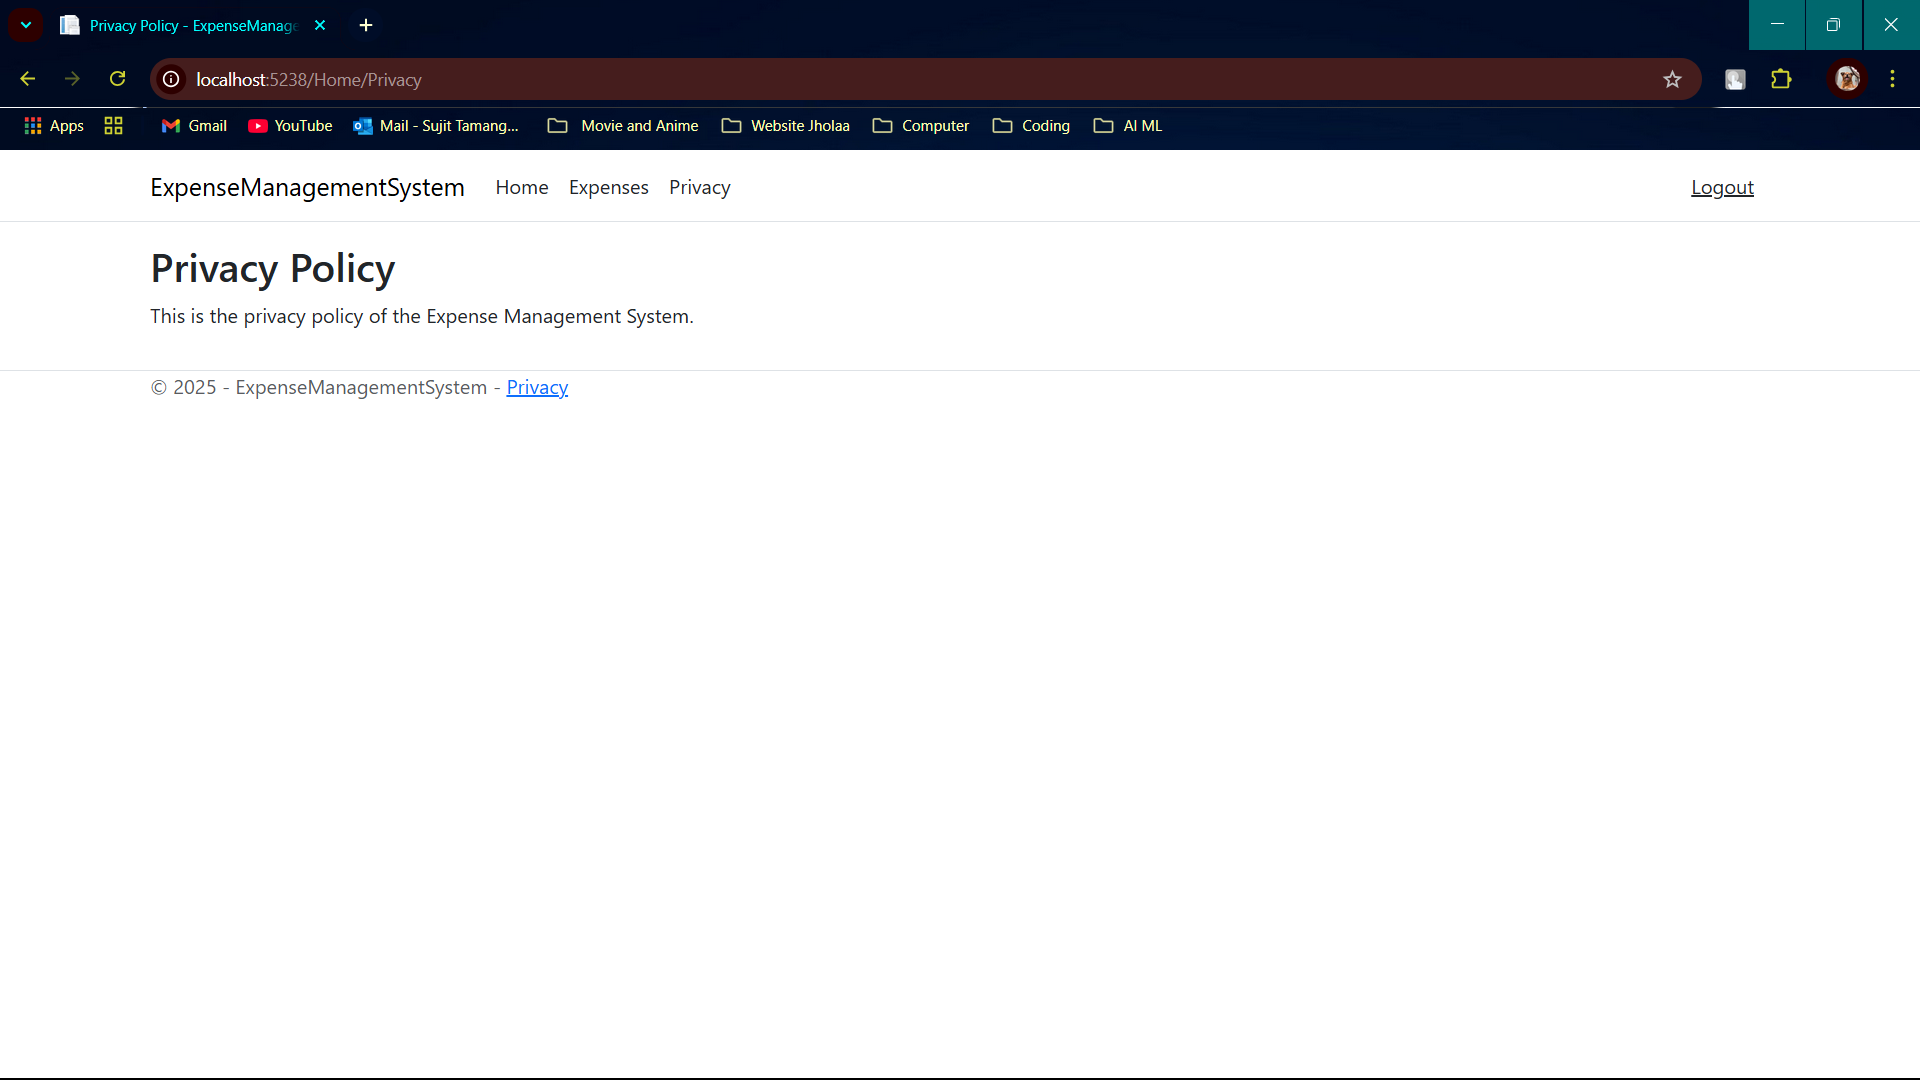 Privacy Policy - ExpenseManage
localhost:5238/Home/Privacy
Apps Gmail YouTube Mail - Sujit Tamang... Movie and Anime Website Jholaa Computer Coding AI ML
ExpenseManagementSystem Home Expenses Privacy Logout
Privacy Policy
This is the privacy policy of the Expense Management System.
© 2025 - ExpenseManagementSystem - Privacy